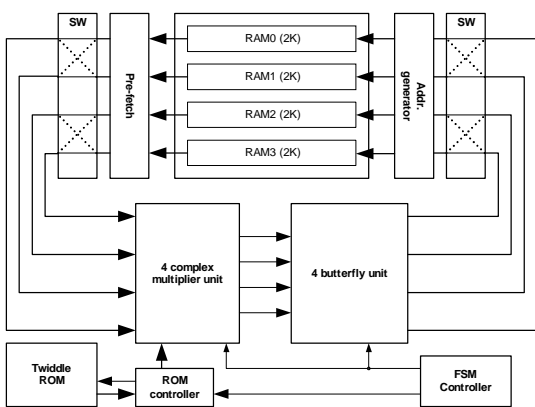 SW
SW
RAM0 (2K)
RAM1 (2K)
RAM2 (2K)
RAM3 (2K)
Pre-fetch
Addr.
generator
4 complex
multiplier unit
4 butterfly unit
Twiddle
ROM
ROM
controller
FSM
Controller